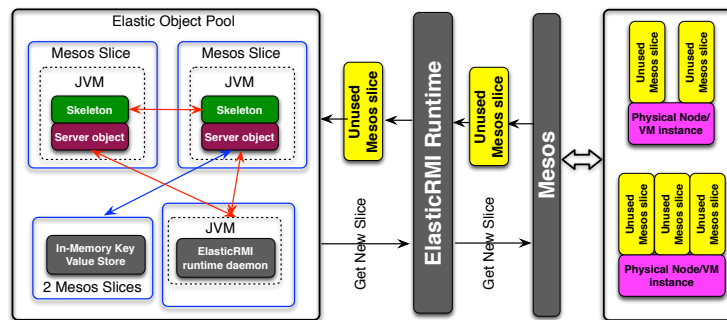 Elastic Object Pool
Mesos Slice
JVM
Skeleton
Server object
Mesos Slice
JVM
Skeleton
Server object
In-Memory Key
Value Store
2 Mesos Slices
JVM
ElasticRMI
runtime daemon
Unused
Mesos slice
Get New Slice
ElasticRMI Runtime
Unused
Mesos slice
Get New Slice
Mesos
Unused
Mesos slice
Unused
Mesos slice
Physical Node/
VM instance
Unused
Mesos slice
Unused
Mesos slice
Unused
Mesos slice
Physical Node/VM
instance